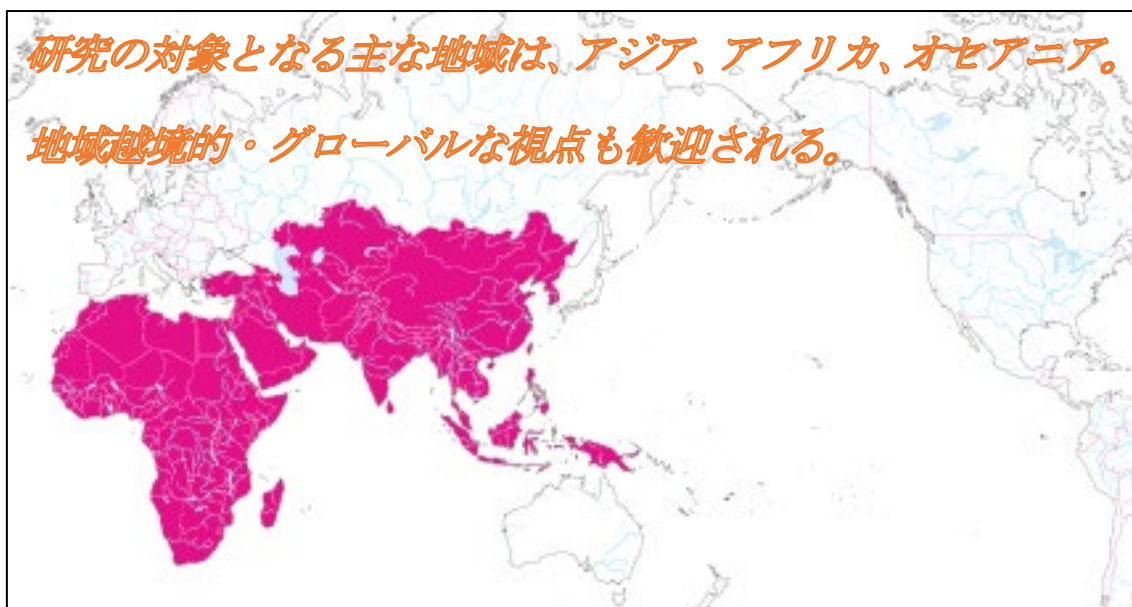 研究の対象となる主な地域は、アジア、アフリカ、オセアニア。
地域越境的・グローバルな視点も歓迎される。